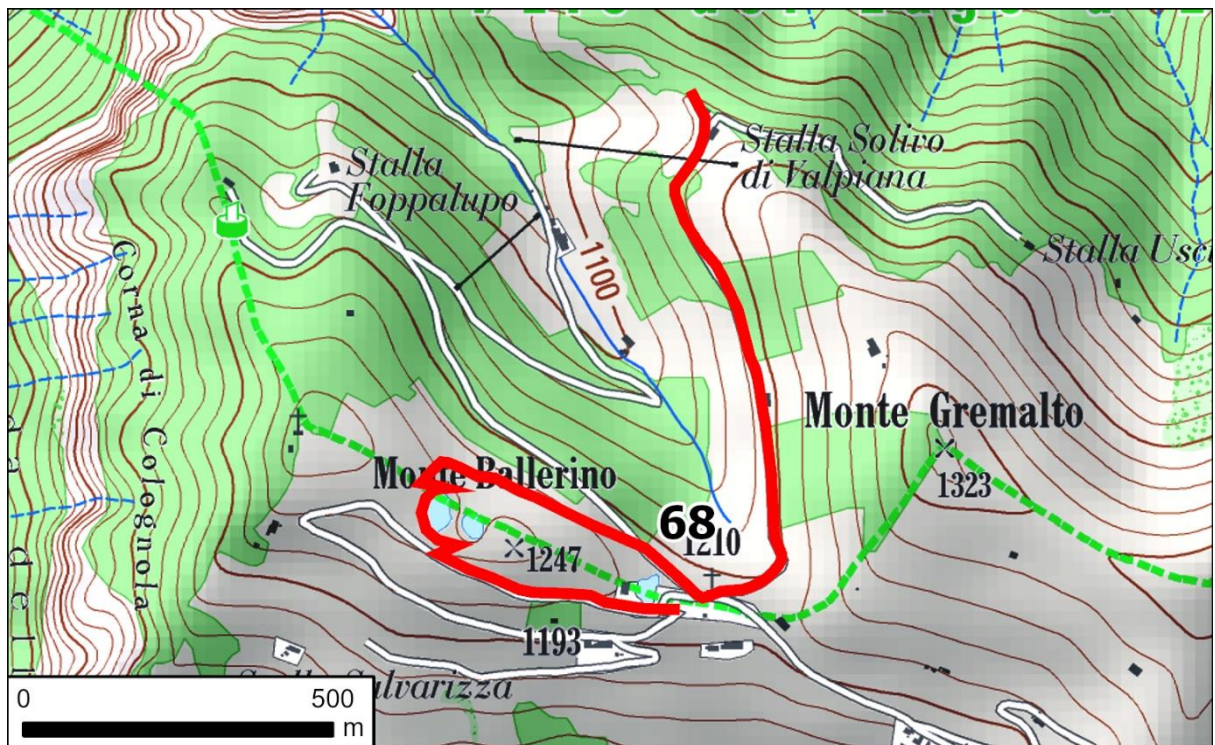 Stalla
Foppalupo
Stalla Solivo
di Valpiana
Stalla Usci
1100
Corna di Colognola
Monte Gremalto
1323
Monte Ballerino
68
1210
1247
1193
0
500
m